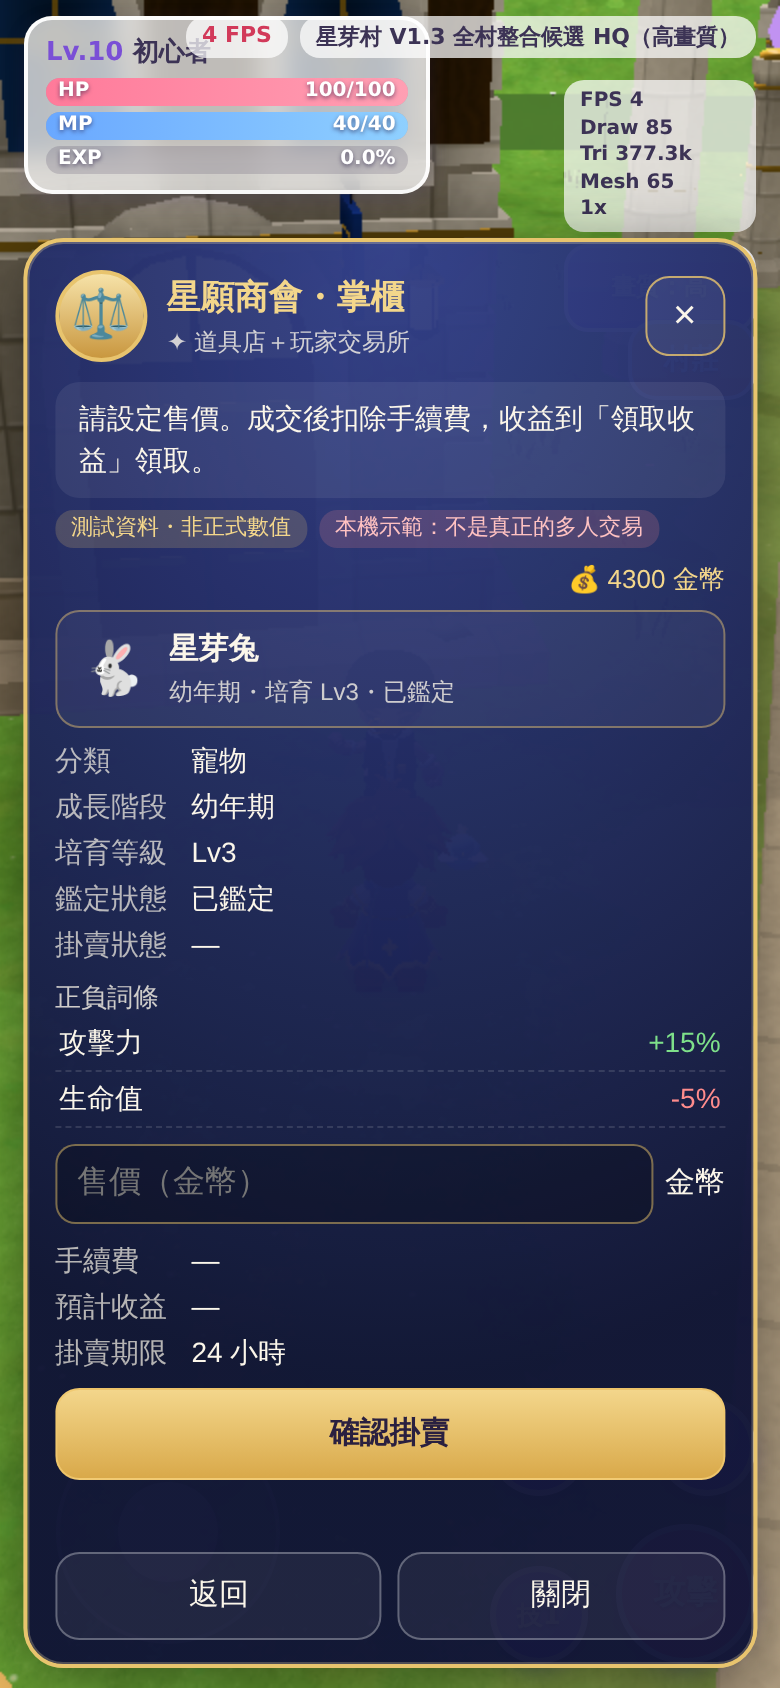 Lv.10 初心者
4 FPS
星芽村 V1.3 全村整合候選 HQ（高畫質）
HP 100/100
MP 40/40
EXP 0.0%
FPS 4
Draw 85
Tri 377.3k
Mesh 65
1x
星願商會・掌櫃
✦ 道具店＋玩家交易所
×
請設定售價。成交後扣除手續費，收益到「領取收
益」領取。
測試資料・非正式數值
本機示範：不是真正的多人交易
4300 金幣
星芽兔
幼年期・培育 Lv3・已鑑定
分類 寵物
成長階段 幼年期
培育等級 Lv3
鑑定狀態 已鑑定
掛賣狀態 —
正負詞條
攻擊力 +15%
生命值 -5%
售價（金幣） 金幣
手續費 —
預計收益 —
掛賣期限 24 小時
確認掛賣
返回
關閉